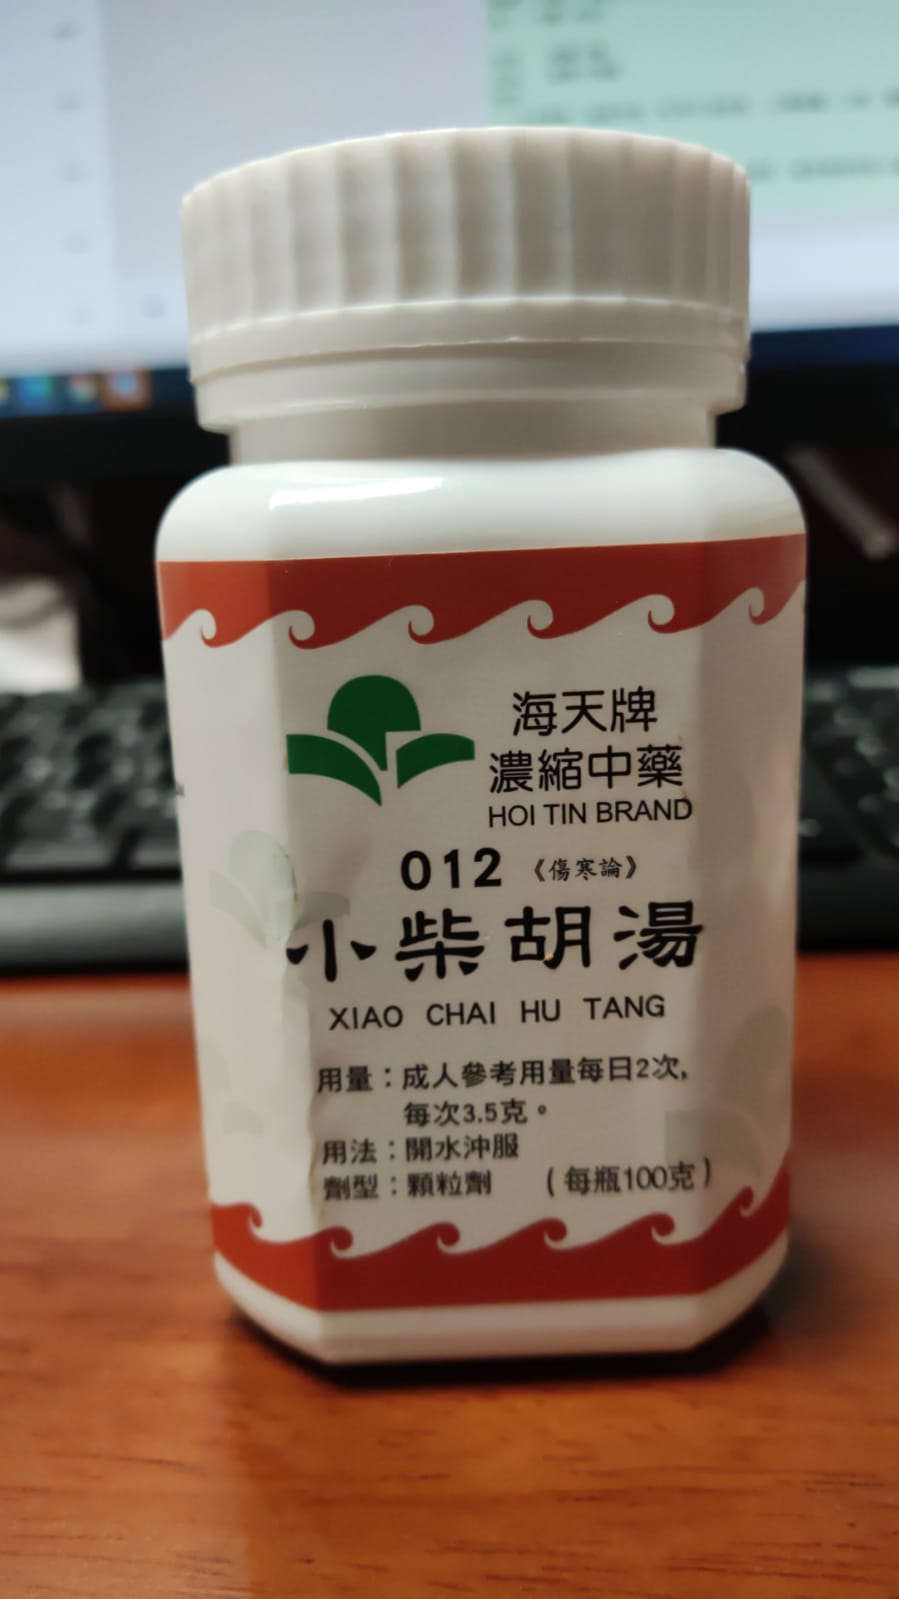 海天牌
濃縮中藥
HOI TIN BRAND
012 《傷寒論》
小柴胡湯
XIAO CHAI HU TANG
用量：成人參考用量每日2次,
每次3.5克。
用法：開水沖服
劑型：顆粒劑 (每瓶100克)